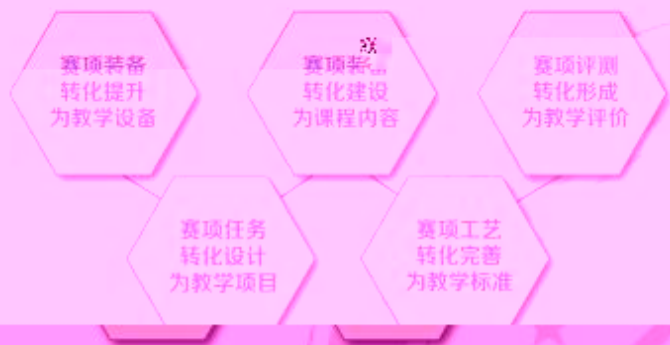 赛项装备
转化提升
为教学设备
赛项装
转化建设
为课程内容
赛项评测
转化形成
为教学评价
赛项任务
转化设计
为教学项目
赛项工艺
转化完善
为教学标准